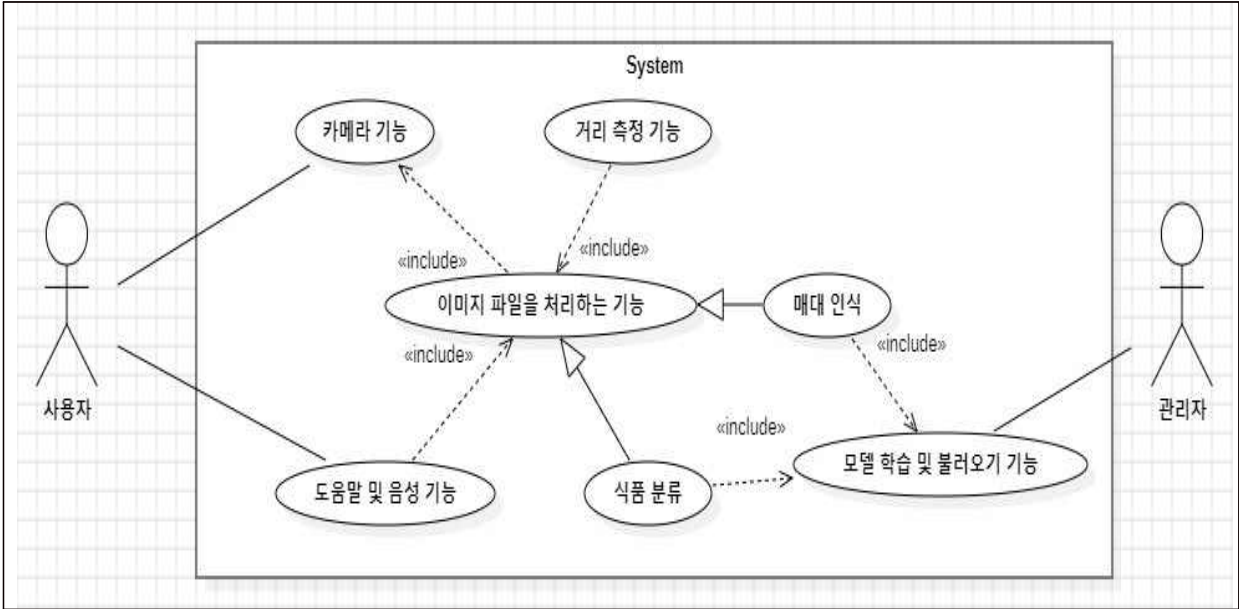 System
카메라 기능
거리 측정 기능
«include»
«include»
이미지 파일을 처리하는 기능
매대 인식
«include»
«include»
사용자
관리자
«include»
도움말 및 음성 기능
식품 분류
모델 학습 및 불러오기 기능